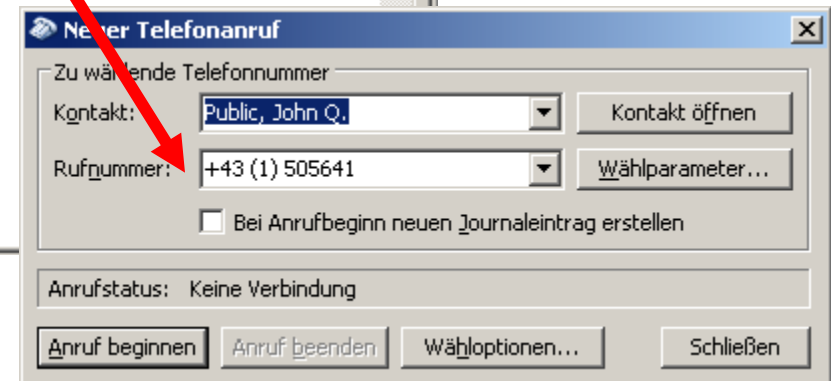 Neuer Telefonanruf
Zu wählende Telefonnummer
Kontakt: Public, John Q. Kontakt öffnen
Rufnummer: +43 (1) 505641 Wählparameter...
Bei Anrufbeginn neuen Journaleintrag erstellen
Anrufstatus: Keine Verbindung
Anruf beginnen Anruf beenden Wähloptionen... Schließen